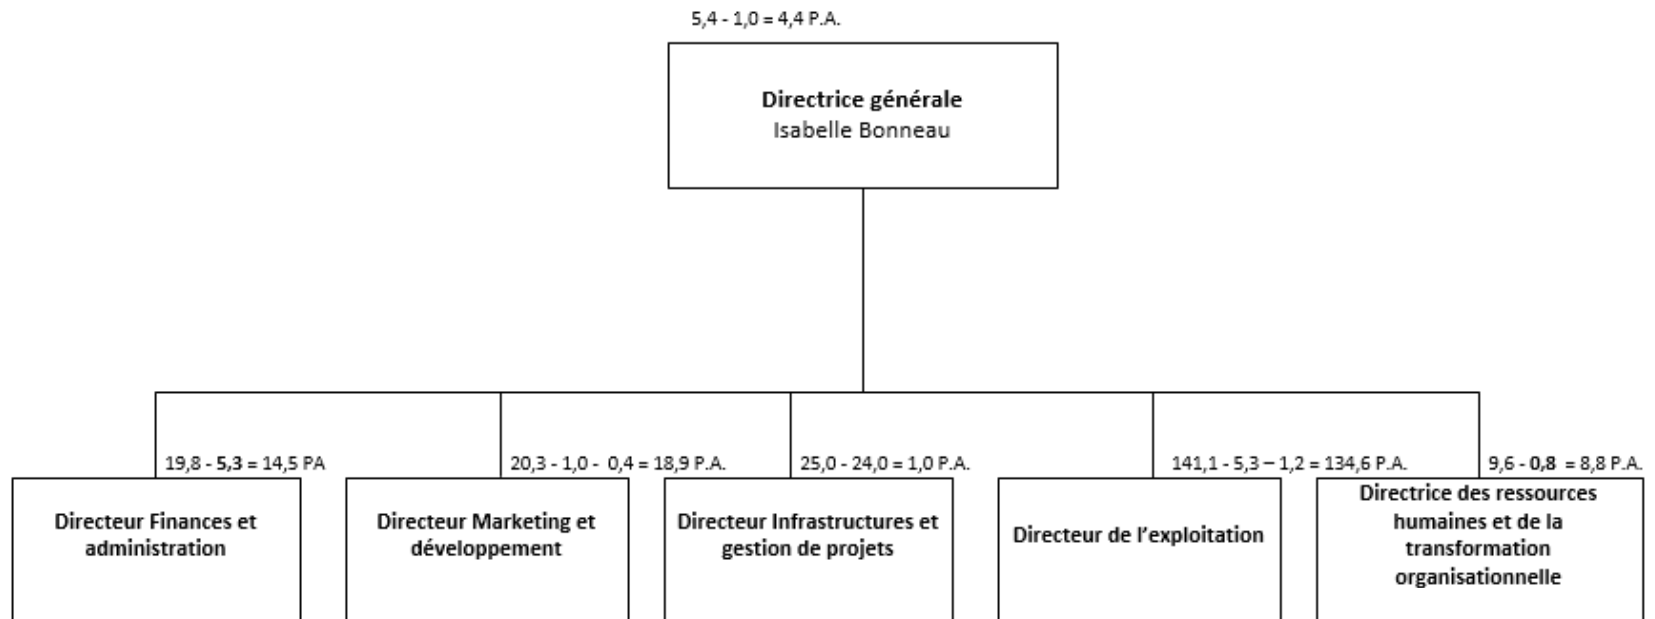 5,4 - 1,0 = 4,4 P.A.
Directrice générale
Isabelle Bonneau
19,8 - 5,3 = 14,5 PA
Directeur Finances et
administration
20,3 - 1,0 - 0,4 = 18,9 P.A.
Directeur Marketing et
développement
25,0 - 24,0 = 1,0 P.A.
Directeur Infrastructures et
gestion de projets
141,1 - 5,3 – 1,2 = 134,6 P.A.
Directeur de l’exploitation
9,6 - 0,8 = 8,8 P.A.
Directrice des ressources
humaines et de la
transformation
organisationnelle